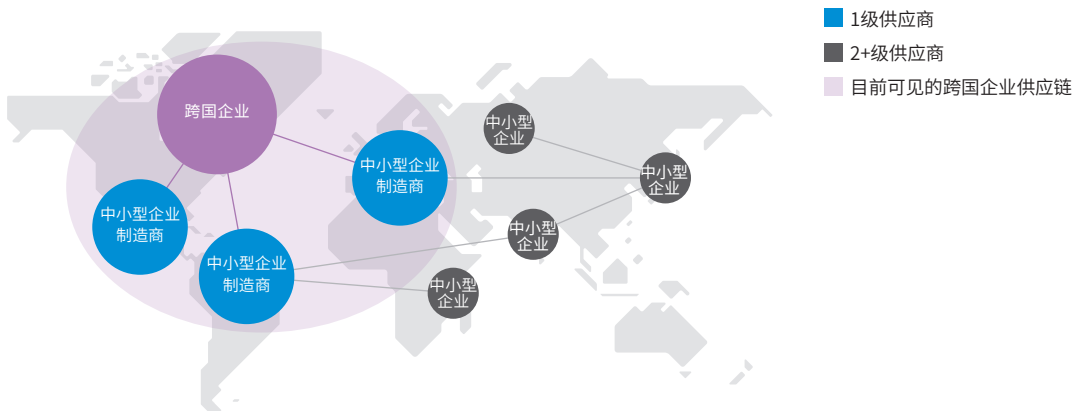 1级供应商
2+级供应商
目前可见的跨国企业供应链
跨国企业
中小型企业
制造商
中小型企业
制造商
中小型企业
制造商
中小型
企业
中小型
企业
中小型
企业
中小型
企业